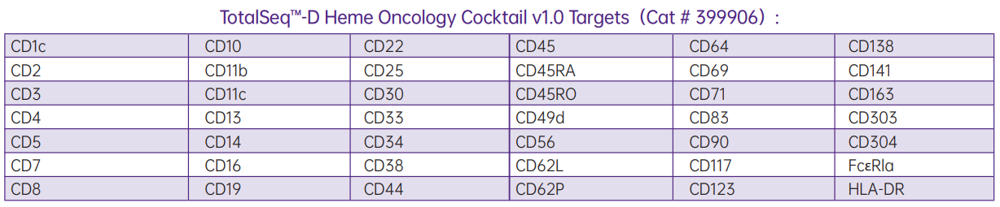 TotalSeq™-D Heme Oncology Cocktail v1.0 Targets（Cat # 399906）:
CD1c CD10 CD22 CD45 CD64 CD138
CD2 CD11b CD25 CD45RA CD69 CD141
CD3 CD11c CD30 CD45RO CD71 CD163
CD4 CD13 CD33 CD49d CD83 CD303
CD5 CD14 CD34 CD56 CD90 CD304
CD7 CD16 CD38 CD62L CD117 FcεRIα
CD8 CD19 CD44 CD62P CD123 HLA-DR